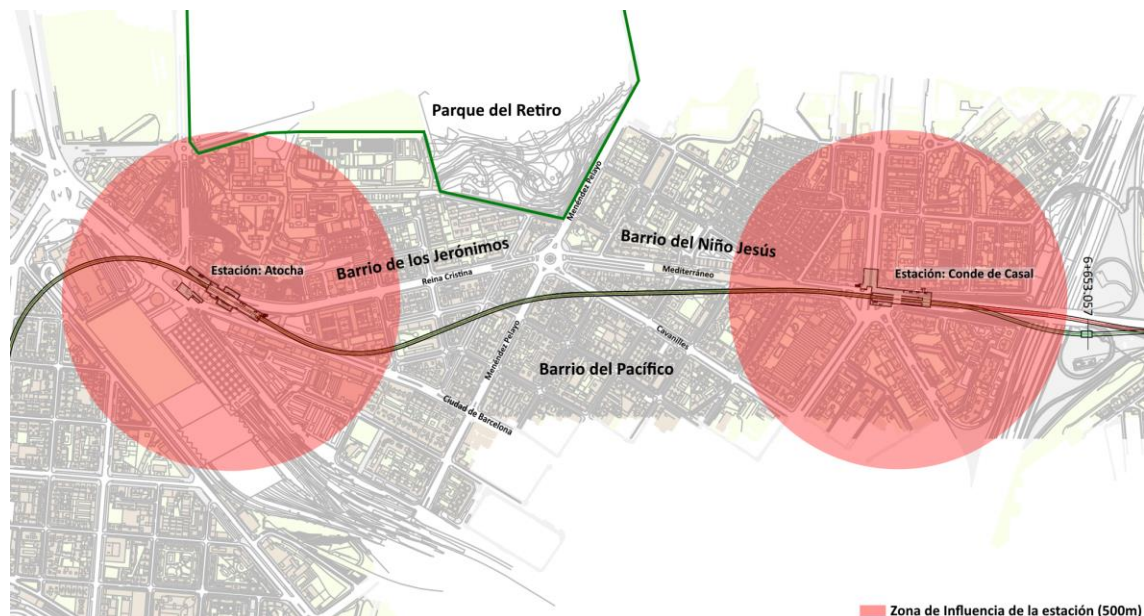 Parque del Retiro
Menéndez Pelayo
Barrio de los Jerónimos
Barrio del Niño Jesús
Estación: Atocha
Reina Cristina
Mediterráneo
Estación: Conde de Casal
6+653.057
Menéndez Pelayo
Cavanilles
Barrio del Pacífico
Ciudad de Barcelona
Zona de Influencia de la estación (500m)